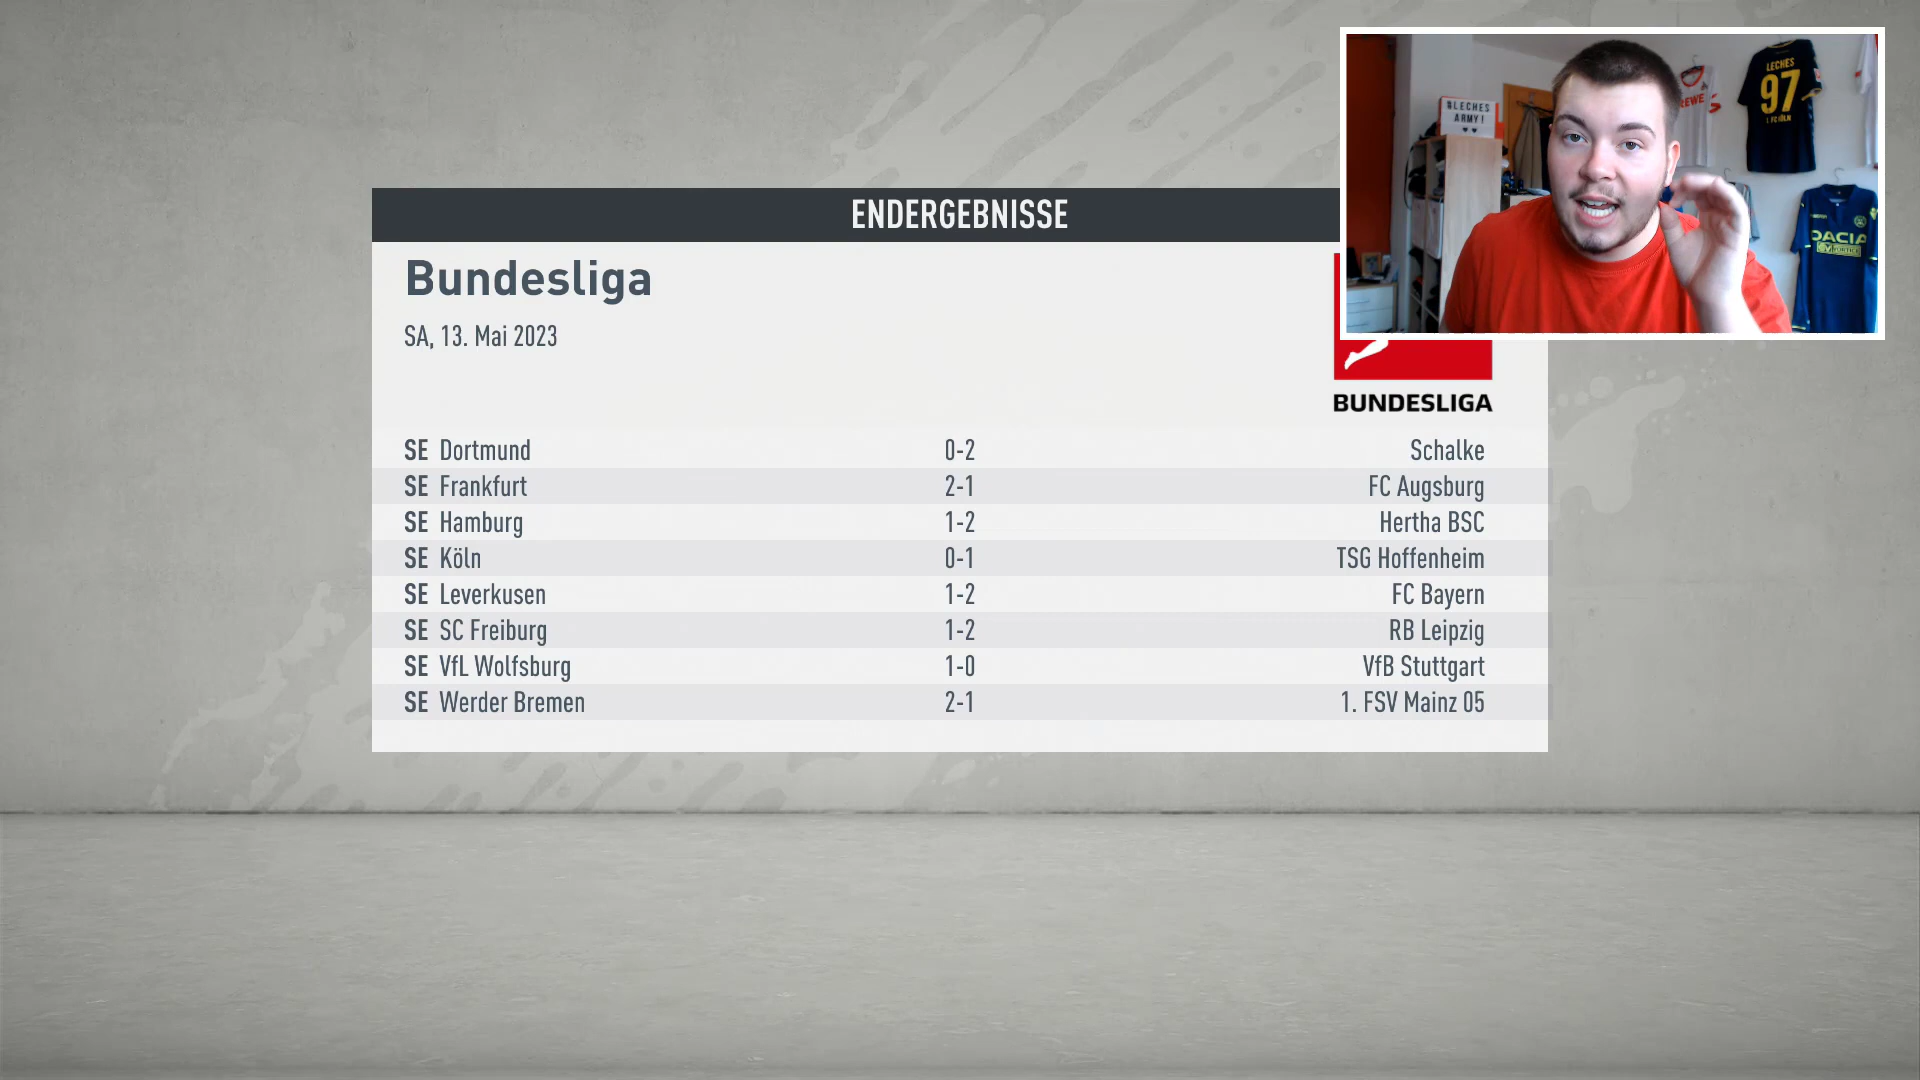 ENDERGEBNISSE
Bundesliga
SA, 13. Mai 2023
BUNDESLIGA
SE Dortmund 0-2 Schalke
SE Frankfurt 2-1 FC Augsburg
SE Hamburg 1-2 Hertha BSC
SE Köln 0-1 TSG Hoffenheim
SE Leverkusen 1-2 FC Bayern
SE SC Freiburg 1-2 RB Leipzig
SE VfL Wolfsburg 1-0 VfB Stuttgart
SE Werder Bremen 2-1 1. FSV Mainz 05
LECHES
97
1. FC KÖLN
REWE
ARMY!
DACIA